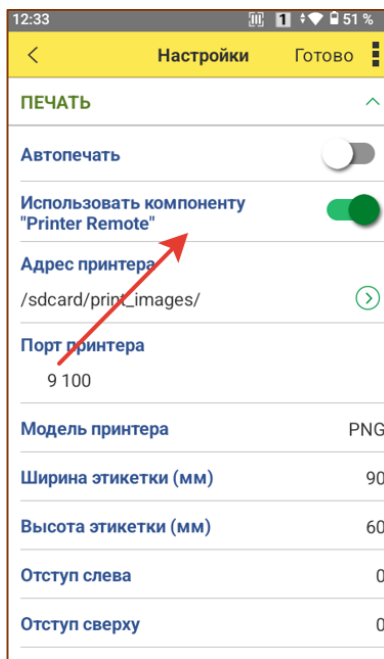 12:33 1 51 %
Настройки Готово
ПЕЧАТЬ
Автопечать
Использовать компоненту
"Printer Remote"
Адрес принтера
/sdcard/print_images/
Порт принтера
9 100
Модель принтера PNG
Ширина этикетки (мм) 90
Высота этикетки (мм) 60
Отступ слева 0
Отступ сверху 0